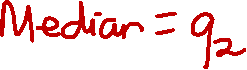 Median = q₂